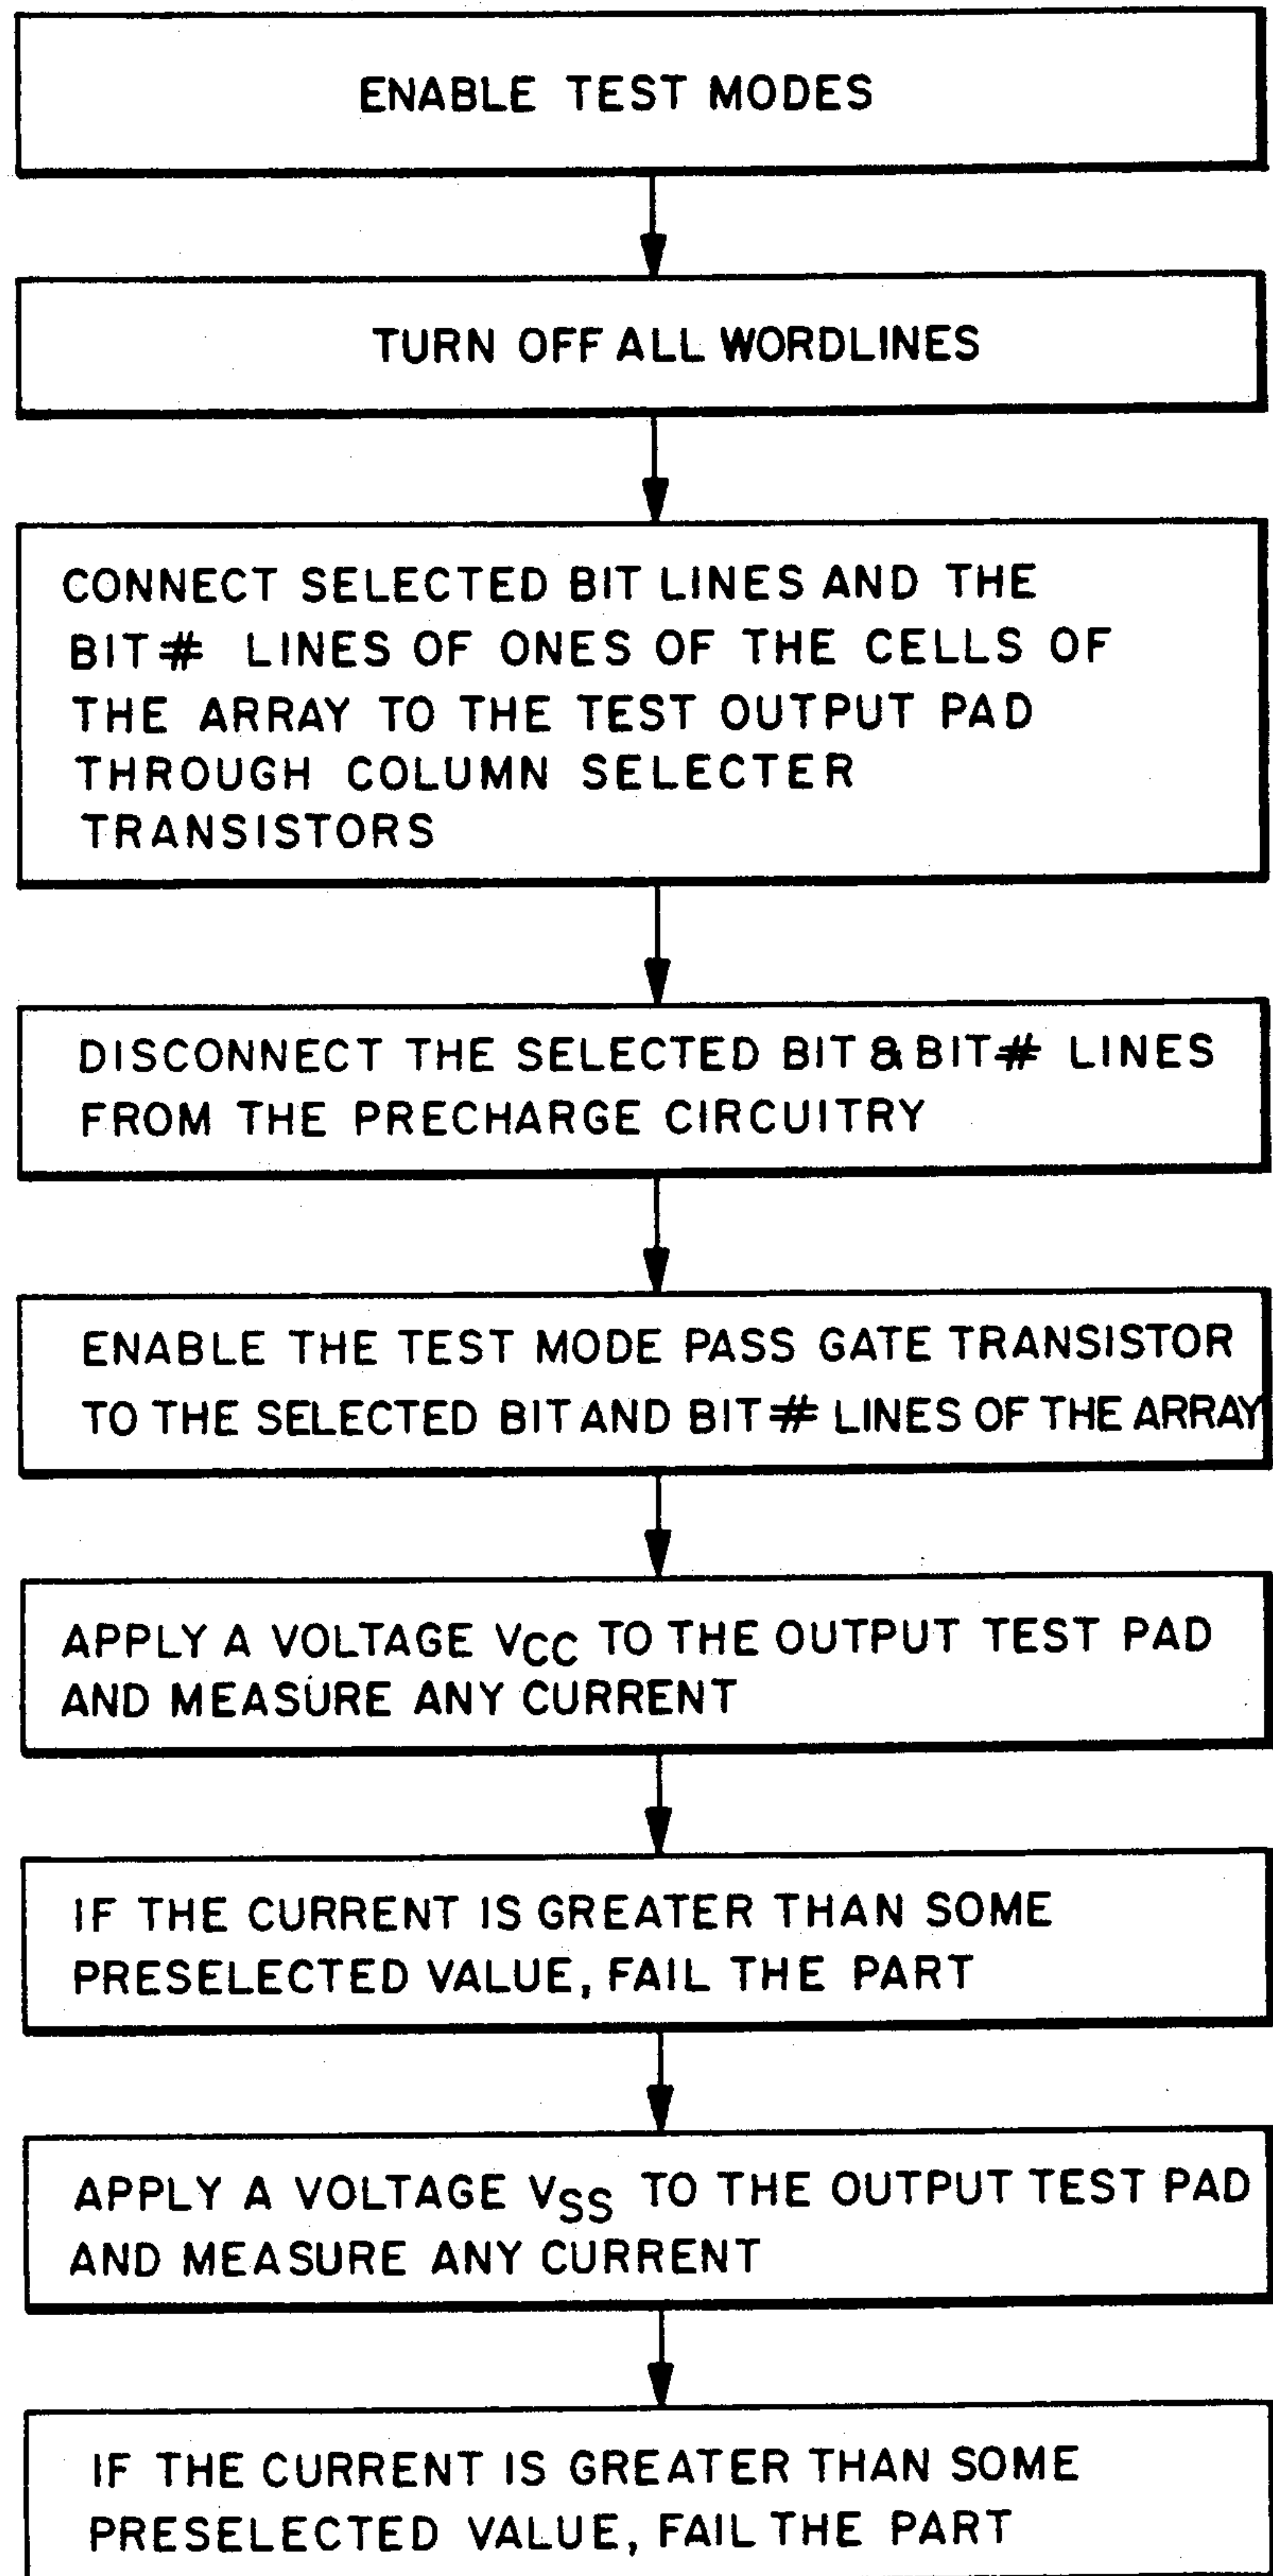 ENABLE TEST MODES
TURN OFF ALL WORDLINES
CONNECT SELECTED BIT LINES AND THE
BIT# LINES OF ONES OF THE CELLS OF
THE ARRAY TO THE TEST OUTPUT PAD
THROUGH COLUMN SELECTER
TRANSISTORS
DISCONNECT THE SELECTED BIT & BIT# LINES
FROM THE PRECHARGE CIRCUITRY
ENABLE THE TEST MODE PASS GATE TRANSISTOR
TO THE SELECTED BIT AND BIT# LINES OF THE ARRAY
APPLY A VOLTAGE VCC TO THE OUTPUT TEST PAD
AND MEASURE ANY CURRENT
IF THE CURRENT IS GREATER THAN SOME
PRESELECTED VALUE, FAIL THE PART
APPLY A VOLTAGE VSS TO THE OUTPUT TEST PAD
AND MEASURE ANY CURRENT
IF THE CURRENT IS GREATER THAN SOME
PRESELECTED VALUE, FAIL THE PART